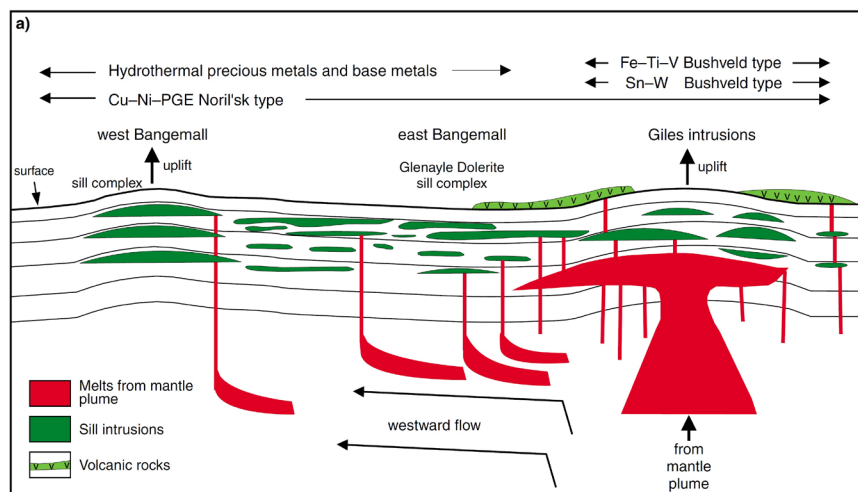 a)
Fe–Ti–V Bushveld type
Hydrothermal precious metals and base metals
Sn–W Bushveld type
Cu–Ni–PGE Noril'sk type
west Bangemall
east Bangemall
Giles intrusions
surface
uplift
sill complex
Glenayle Dolerite
sill complex
uplift
v v v v v v v v v
v v v v v
Melts from mantle
plume
Sill intrusions
v v v
Volcanic rocks
westward flow
from
mantle
plume